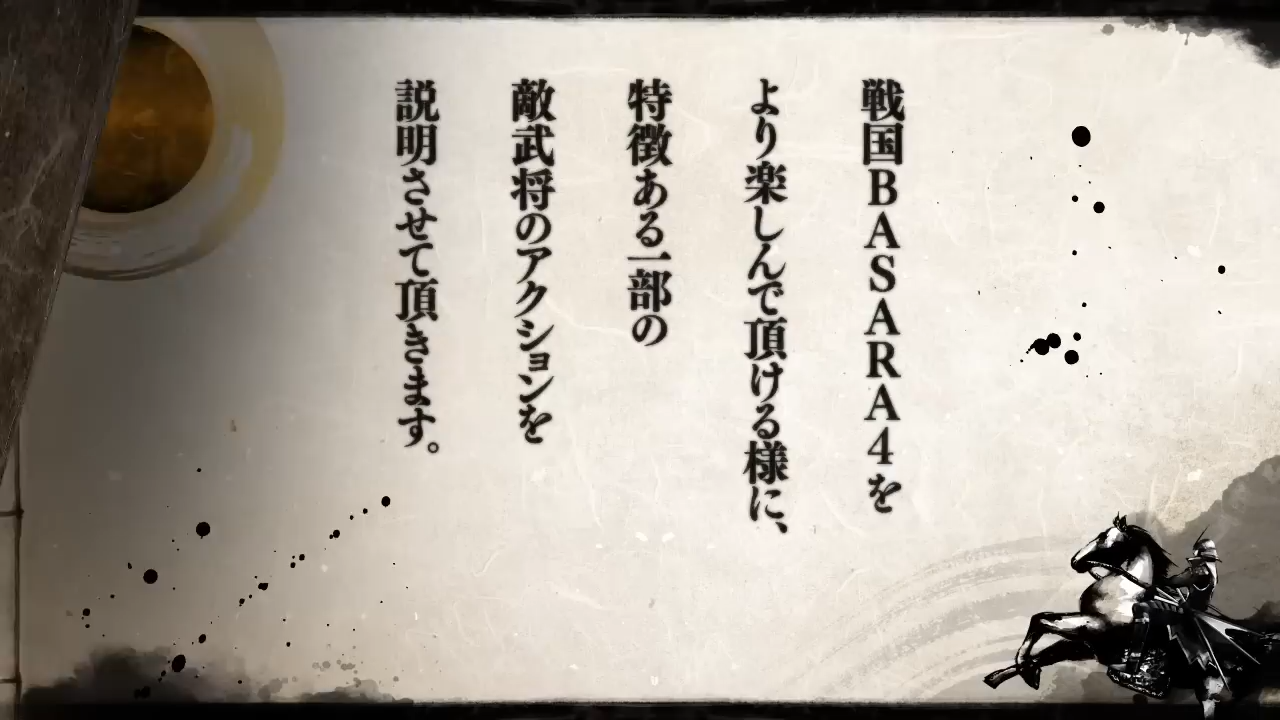 戦国BASARA4を
より楽しんで頂ける様に、
特徴ある一部の
敵武将のアクションを
説明させて頂きます。